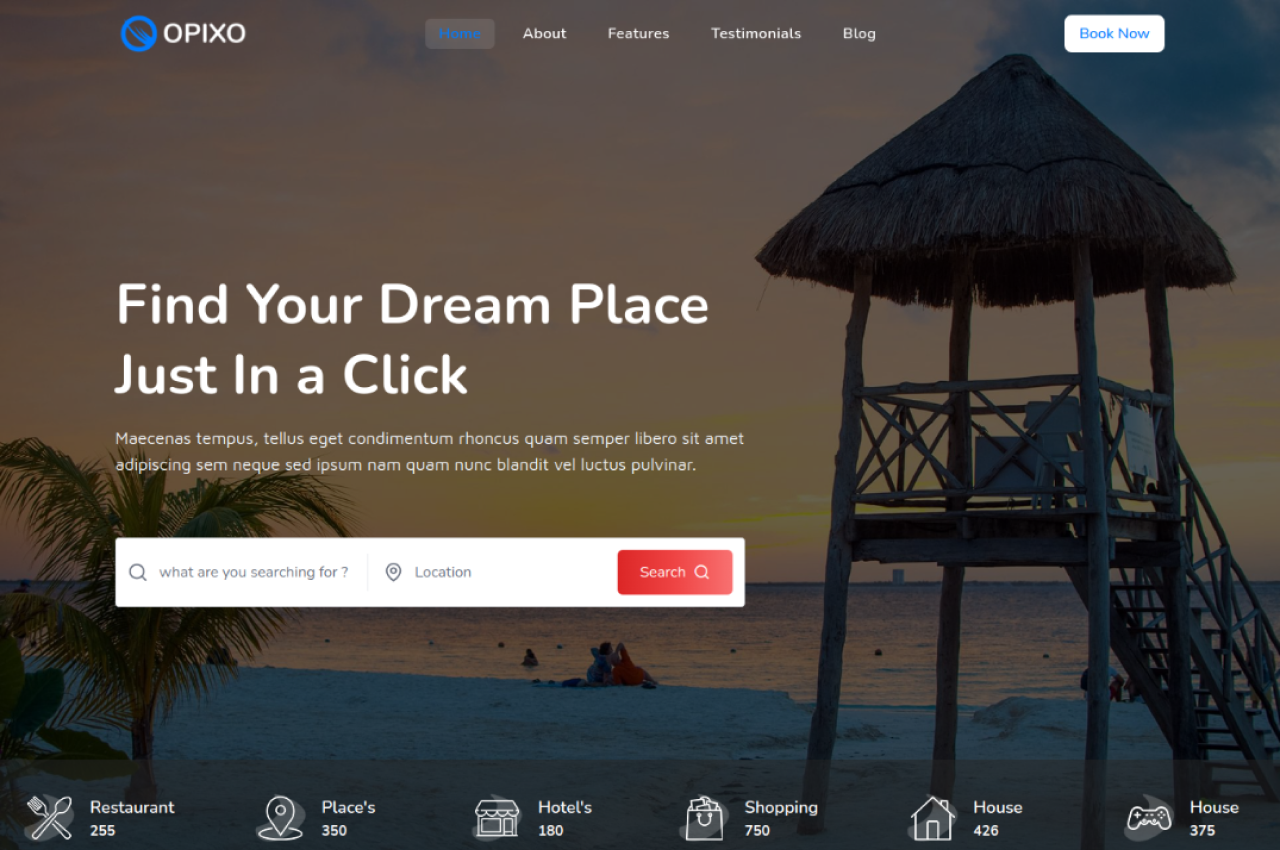 OPIXO
Home
About
Features
Testimonials
Blog
Book Now
Find Your Dream Place
Just In a Click
Maecenas tempus, tellus eget condimentum rhoncus quam semper libero sit amet
adipiscing sem neque sed ipsum nam quam nunc blandit vel luctus pulvinar.
what are you searching for ?
Location
Search
Restaurant
255
Place's
350
Hotel's
180
Shopping
750
House
426
House
375